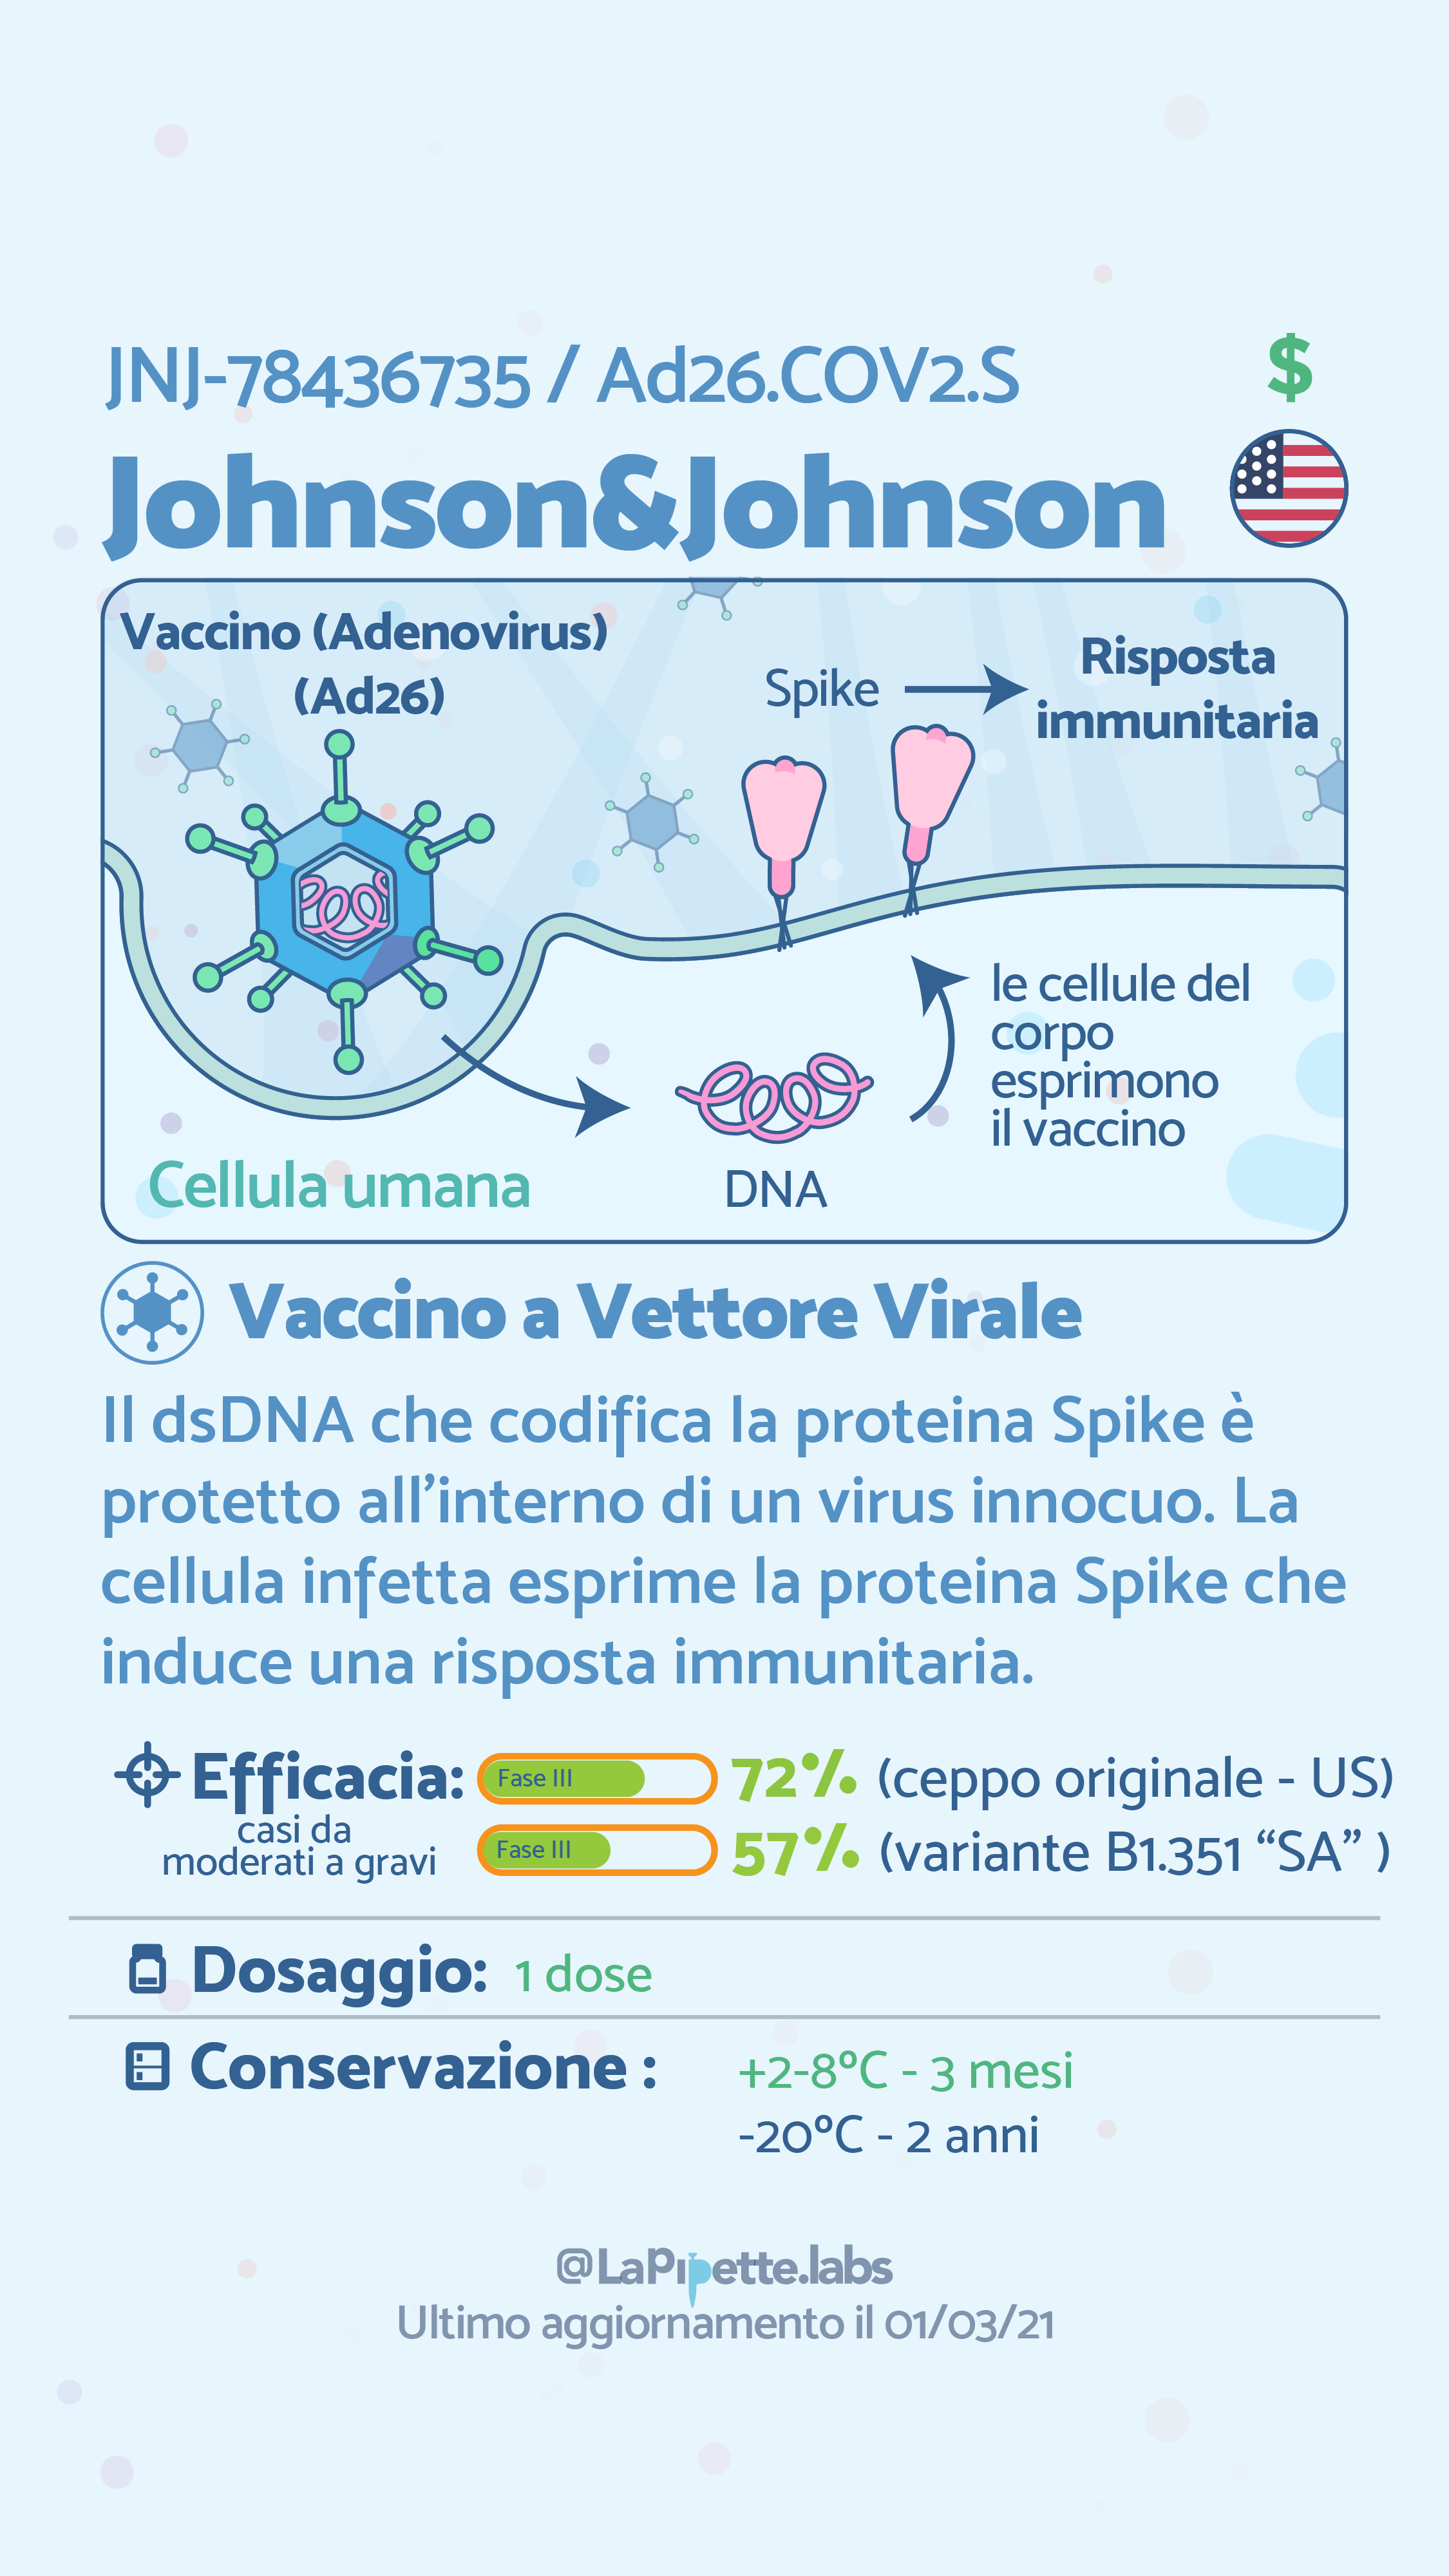 JNJ-78436735 / Ad26.COV2.S
$
Johnson&Johnson
Vaccino (Adenovirus)
(Ad26)
Spike
Risposta
immunitaria
le cellule del
corpo
esprimono
il vaccino
Cellula umana
DNA
Vaccino a Vettore Virale
Il dsDNA che codifica la proteina Spike è
protetto all’interno di un virus innocuo. La
cellula infetta esprime la proteina Spike che
induce una risposta immunitaria.
Efficacia: Fase III 72% (ceppo originale - US)
casi da
moderati a gravi
Fase III 57% (variante B1.351 “SA” )
Dosaggio: 1 dose
Conservazione : +2-8°C - 3 mesi
-20°C - 2 anni
@LaPipette.labs
Ultimo aggiornamento il 01/03/21